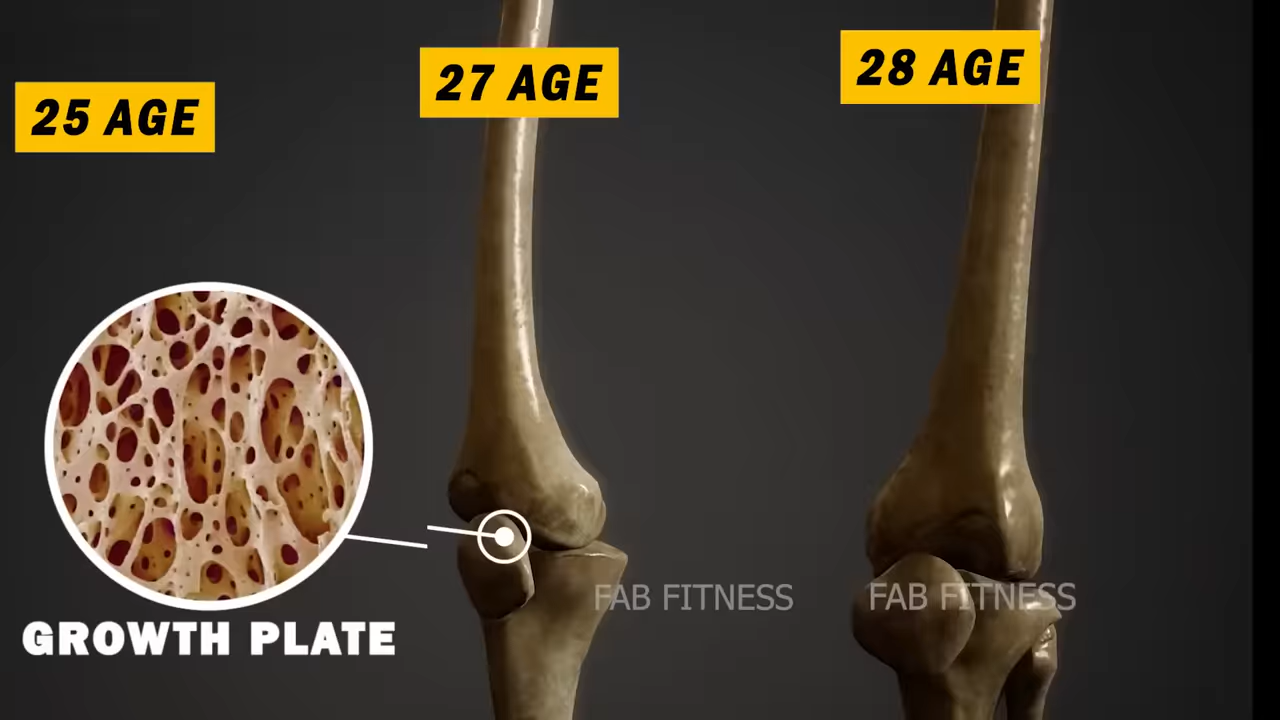 25 AGE
27 AGE
28 AGE
GROWTH PLATE
FAB FITNESS
FAB FITNESS